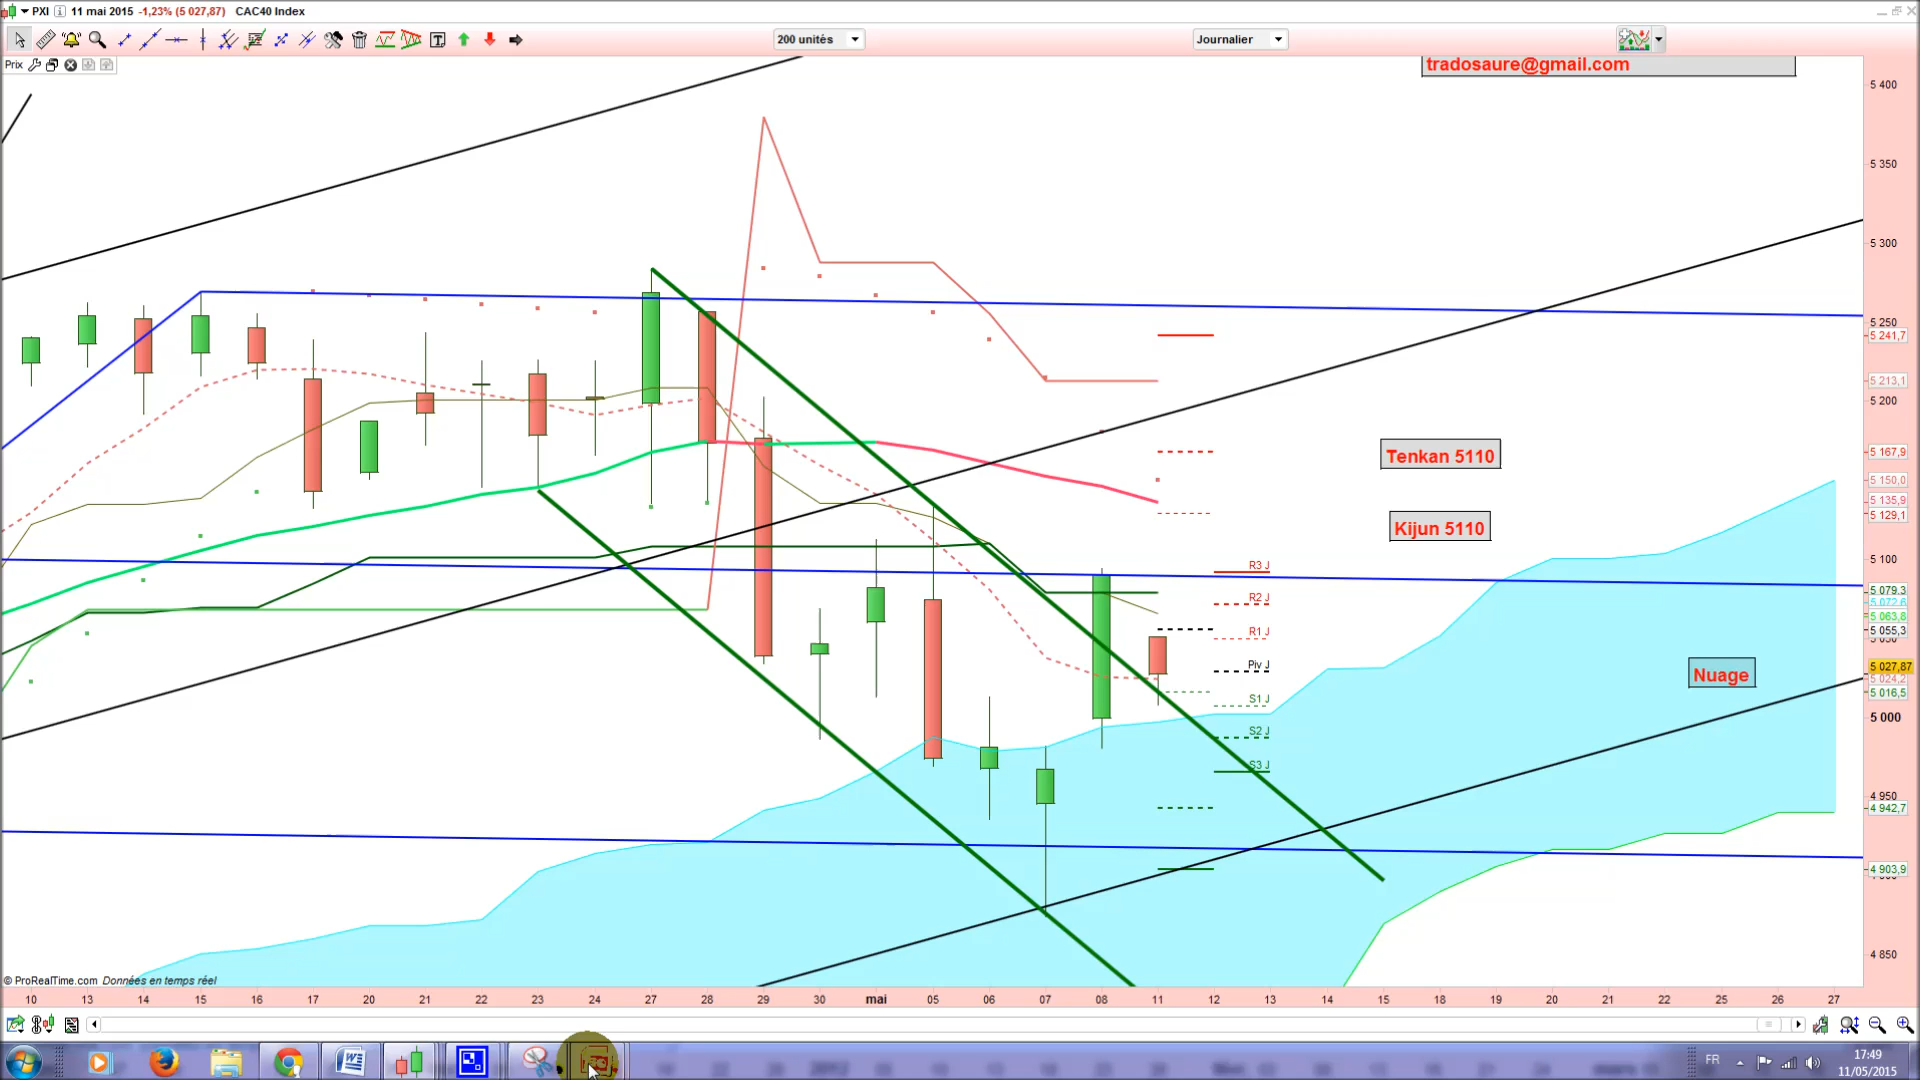 PXI 11 mai 2015 -1,23% (5 027,87) CAC40 Index
200 unités
Journalier
Prix
tradosaure@gmail.com
5 400
5 350
5 300
5 250
5 241,7
5 213,1
5 200
Tenkan 5110
5 167,9
5 150,0
5 135,9
5 129,1
Kijun 5110
5 100
R3 J
5 079,3
5 072,6
R2 J
5 063,8
R1 J
5 055,3
Piv J
5 027,87
Nuage
5 024,2
5 016,5
S1 J
5 000
S2 J
S3 J
4 950
4 942,7
4 903,9
4 850
© ProRealTime.com Données en temps réel
10 13 14 15 16 17 20 21 22 23 24 27 28 29 30 mai 05 06 07 08 11 12 13 14 15 18 19 20 21 22 25 26 27
FR
17:49
11/05/2015